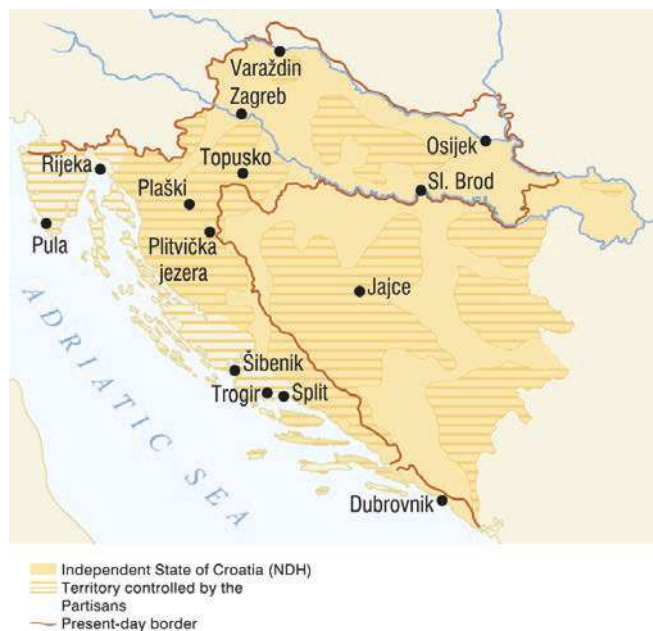 Varaždin
Zagreb
Osijek
Rijeka
Topusko
Sl. Brod
Plaški
Pula
Plitvička
jezera
Jajce
ADRIATIC SEA
Šibenik
Trogir
Split
Dubrovnik
Independent State of Croatia (NDH)
Territory controlled by the
Partisans
Present-day border